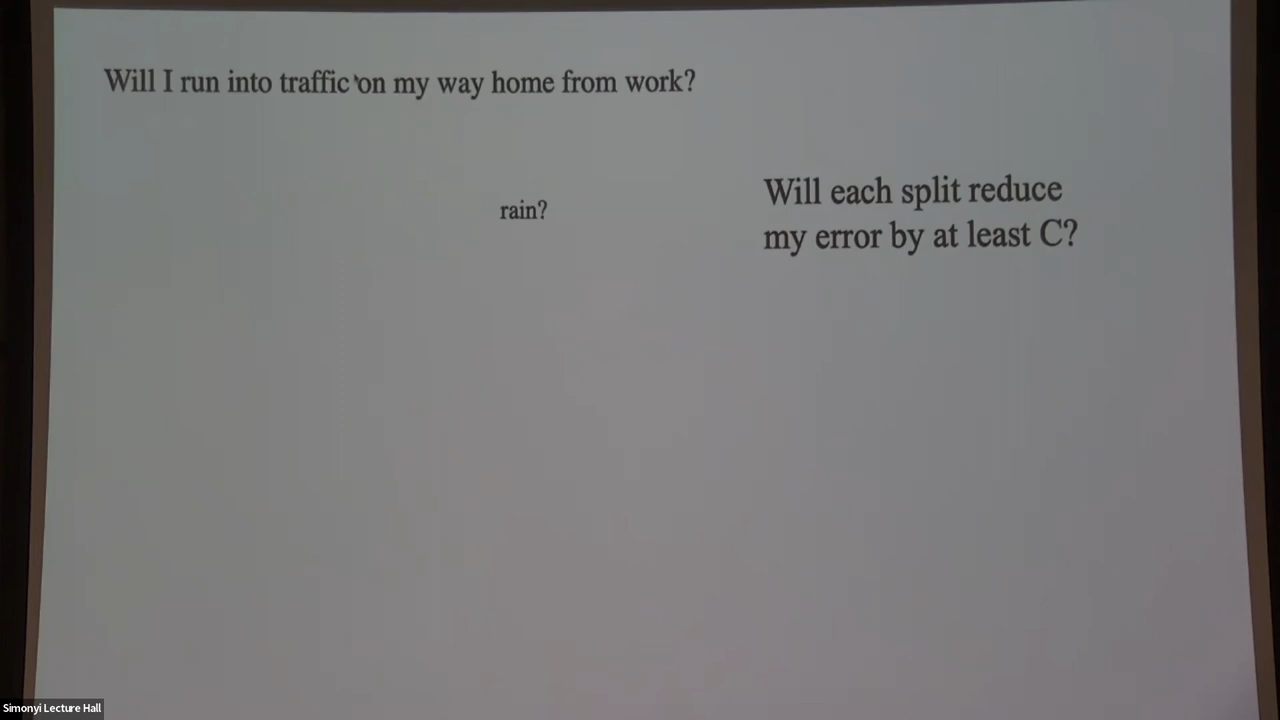 Will I run into traffic on my way home from work?
rain?
Will each split reduce
my error by at least C?
Simonyi Lecture Hall